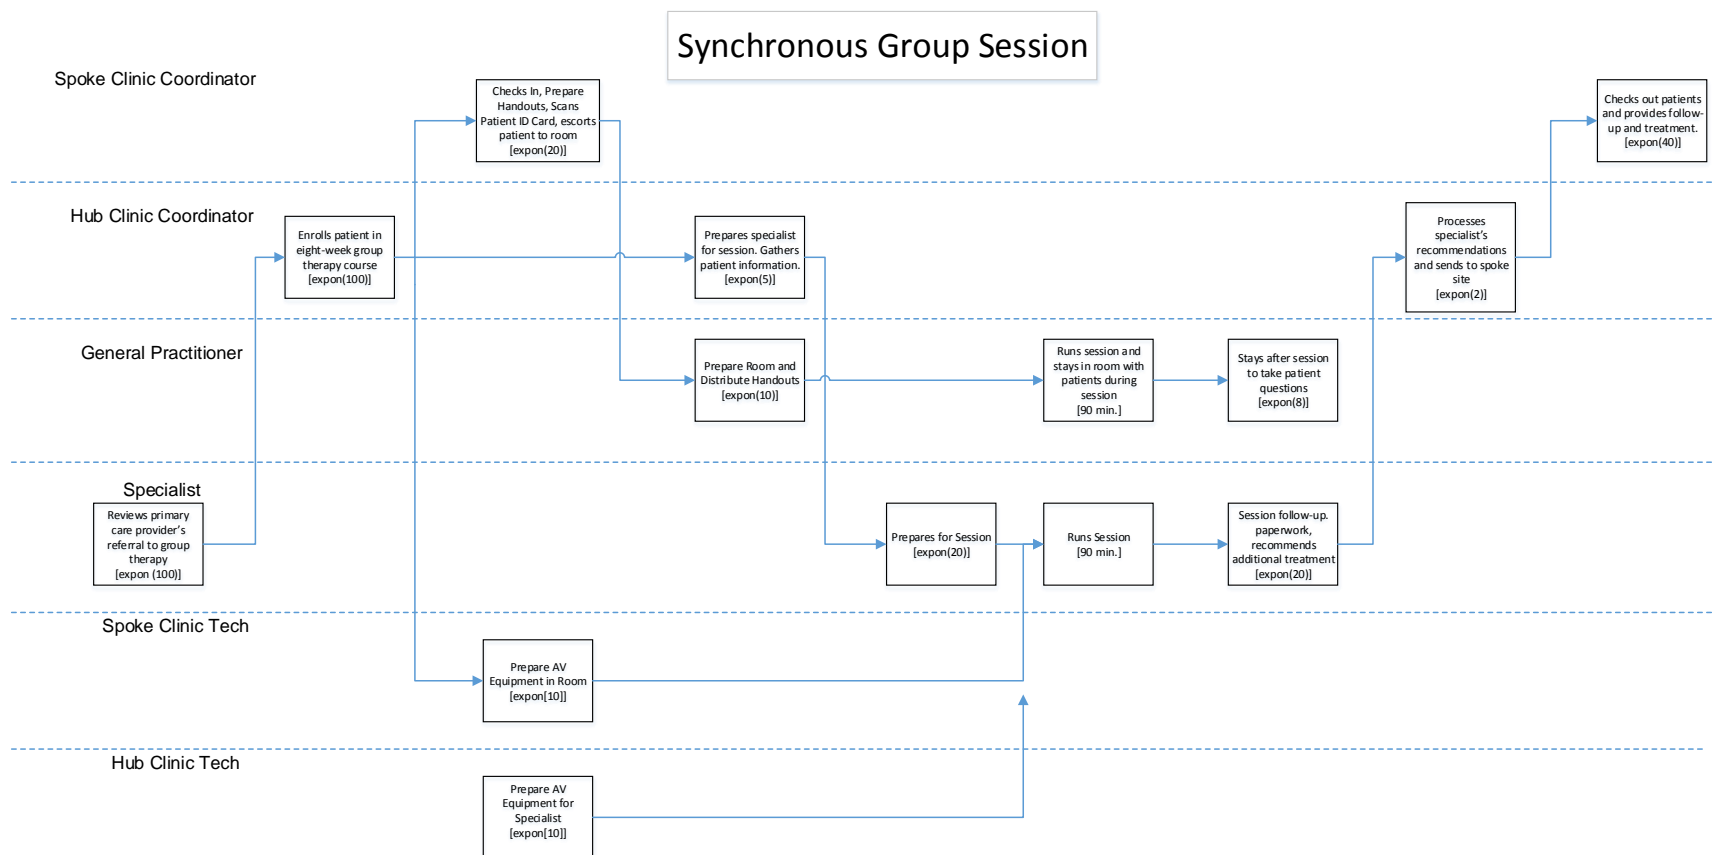 Synchronous Group Session
Spoke Clinic Coordinator
Checks In, Prepare
Handouts, Scans
Patient ID Card, escorts
patient to room
[expon(20)]
Checks out patients
and provides follow-
up and treatment.
[expon(40)]
Hub Clinic Coordinator
Enrolls patient in
eight-week group
therapy course
[expon(100)]
Prepares specialist
for session. Gathers
patient information.
[expon(5)]
Processes
specialist’s
recommendations
and sends to spoke
site
[expon(2)]
General Practitioner
Prepare Room and
Distribute Handouts
[expon(10)]
Runs session and
stays in room with
patients during
session
[90 min.]
Stays after session
to take patient
questions
[expon(8)]
Specialist
Reviews primary
care provider’s
referral to group
therapy
[expon (100)]
Prepares for Session
[expon(20)]
Runs Session
[90 min.]
Session follow-up.
paperwork,
recommends
additional treatment
[expon(20)]
Spoke Clinic Tech
Prepare AV
Equipment in Room
[expon[10]]
Hub Clinic Tech
Prepare AV
Equipment for
Specialist
[expon[10]]